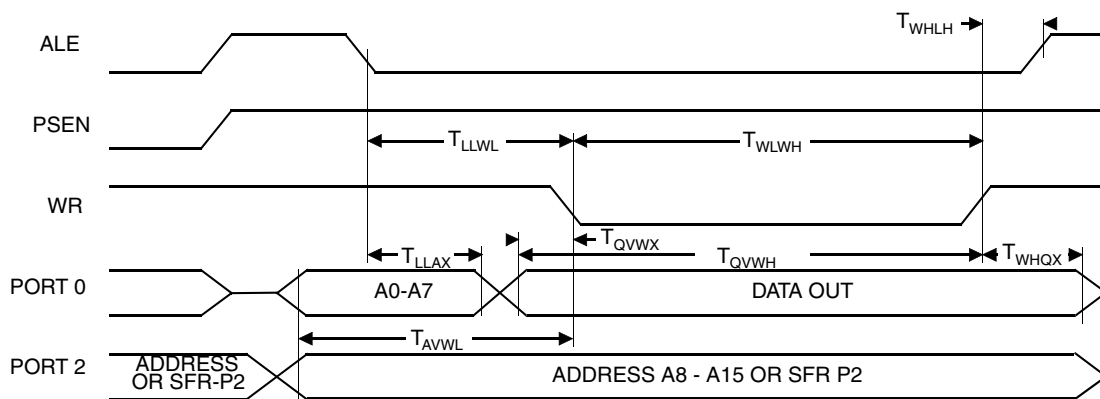 ALE
TWHLH
PSEN
TLLWL
TWLWH
WR
TLLAX
TQVWX
TQVWH
TWHQX
PORT 0
A0-A7
DATA OUT
TAVWL
PORT 2
ADDRESS
OR SFR-P2
ADDRESS A8 - A15 OR SFR P2